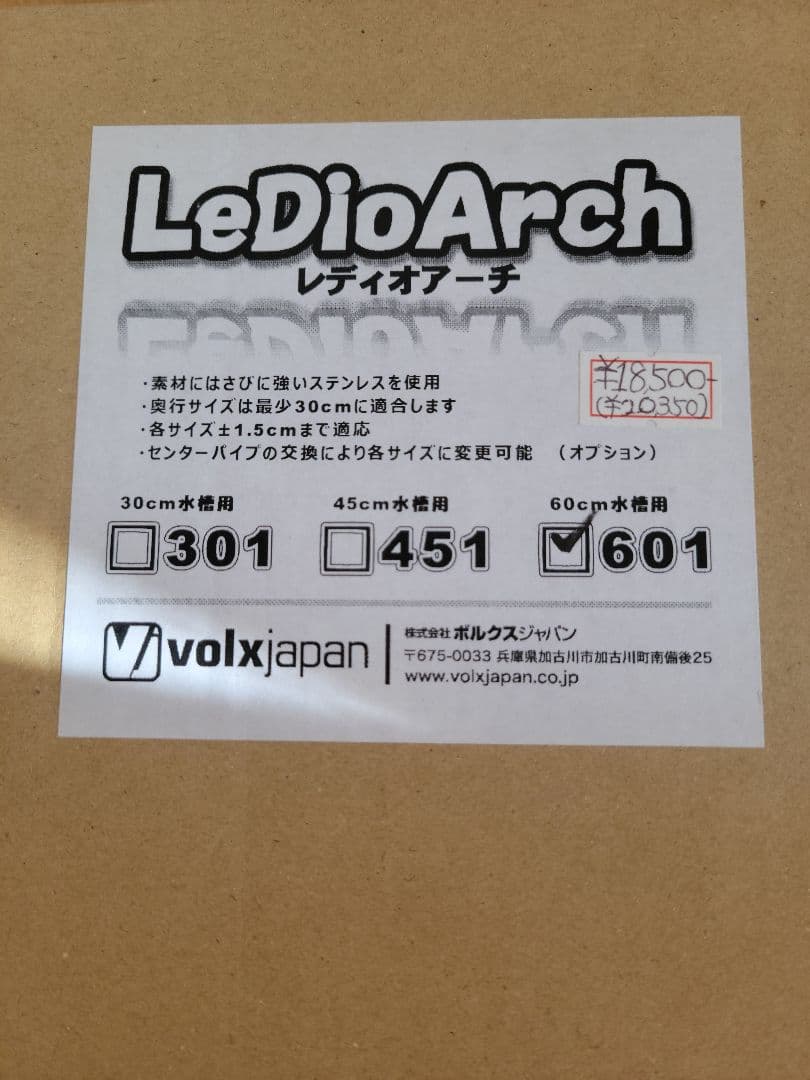 LeDioArch
レディオアーチ
・素材にはさびに強いステンレスを使用
・奥行サイズは最少30cmに適合します
・各サイズ±1.5cmまで適応
・センターパイプの交換により各サイズに変更可能　（オプション）
¥18,500-
(¥20,350)
30cm水槽用 45cm水槽用 60cm水槽用
301 451 601
volxjapan
株式会社 ボルクスジャパン
〒675-0033 兵庫県加古川市加古川町南備後25
www.volxjapan.co.jp